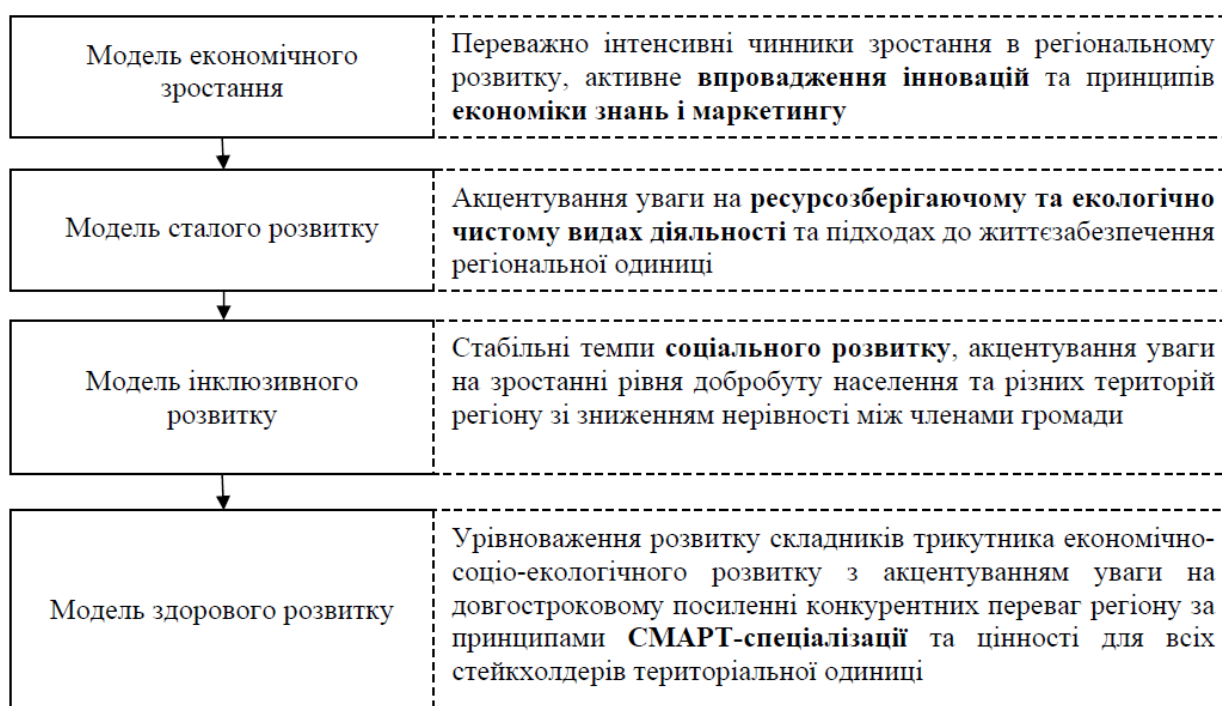 Модель економічного
зростання
Переважно інтенсивні чинники зростання в регіональному
розвитку, активне впровадження інновацій та принципів
економіки знань і маркетингу
Модель сталого розвитку
Акцентування уваги на ресурсозберігаючому та екологічно
чистому видах діяльності та підходах до життєзабезпечення
регіональної одиниці
Модель інклюзивного
розвитку
Стабільні темпи соціального розвитку, акцентування уваги
на зростанні рівня добробуту населення та різних територій
регіону зі зниженням нерівності між членами громади
Модель здорового розвитку
Урівноваження розвитку складників трикутника економічно-
соціо-екологічного розвитку з акцентуванням уваги на
довгостроковому посиленні конкурентних переваг регіону за
принципами СМАРТ-спеціалізації та цінності для всіх
стейкхолдерів територіальної одиниці